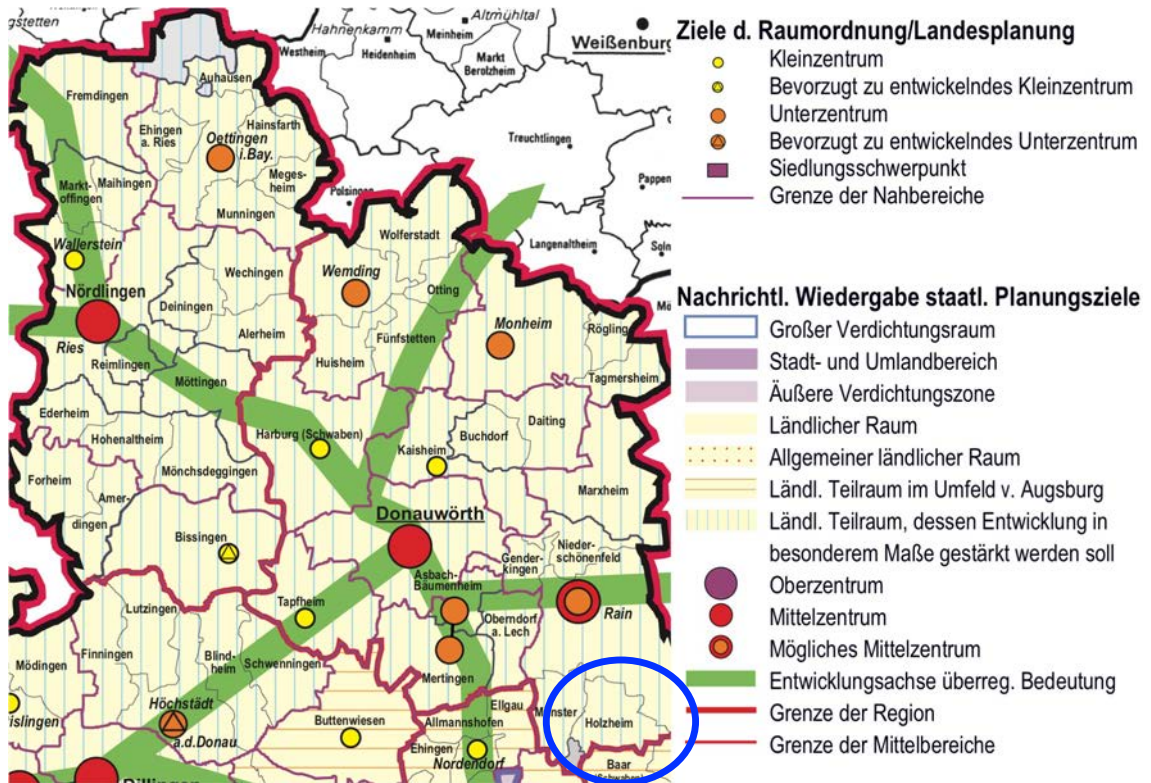 gstetten
Hahnenkamm
Altmühltal
Meinheim
Westheim
Heidenheim
Markt
Berolzheim
Weißenburg
Auhausen
Fremdingen
Treuchtlingen
Ehingen
a. Ries
Hainsfarth
Oettingen
i.Bay.
Markt-
offingen
Maihingen
Meges-
heim
Polsingen
Pappen
Munningen
Wolferstadt
Langenaltheim
Soln
Wallerstein
Wechingen
Wemding
Otting
Nördlingen
Deiningen
Monheim
Mö
Rögling
Alerheim
Fünfstetten
Ries
Reimlingen
Huisheim
Möttingen
Tagmersheim
Ederheim
Daiting
Hohenaltheim
Harburg (Schwaben)
Buchdorf
Kaisheim
Forheim
Mönchsdeggingen
Marxheim
Amer-
dingen
Donauwörth
Bissingen
Nieder-
schönenfeld
Gender-
kingen
Asbach-
Bäumenheim
Lutzingen
Tapfheim
Oberndorf
a. Lech
Rain
Finningen
Blind-
heim
Schwenningen
Mödingen
Mertingen
Höchstädt
a.d.Donau
islingen
Ellgau
Münster
Holzheim
Buttenwiesen
Allmannshofen
Ehingen
Nordendorf
Baar
(Schwaben)
Dillingen
Ziele d. Raumordnung/Landesplanung
Kleinzentrum
Bevorzugt zu entwickelndes Kleinzentrum
Unterzentrum
Bevorzugt zu entwickelndes Unterzentrum
Siedlungsschwerpunkt
Grenze der Nahbereiche
Nachrichtl. Wiedergabe staatl. Planungsziele
Großer Verdichtungsraum
Stadt- und Umlandbereich
Äußere Verdichtungszone
Ländlicher Raum
Allgemeiner ländlicher Raum
Ländl. Teilraum im Umfeld v. Augsburg
Ländl. Teilraum, dessen Entwicklung in
besonderem Maße gestärkt werden soll
Oberzentrum
Mittelzentrum
Mögliches Mittelzentrum
Entwicklungsachse überreg. Bedeutung
Grenze der Region
Grenze der Mittelbereiche